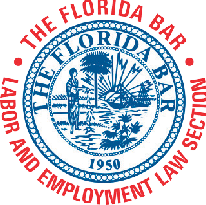 • THE FLORIDA BAR •
LABOR AND EMPLOYMENT LAW SECTION
THE FLORIDA BAR
1950